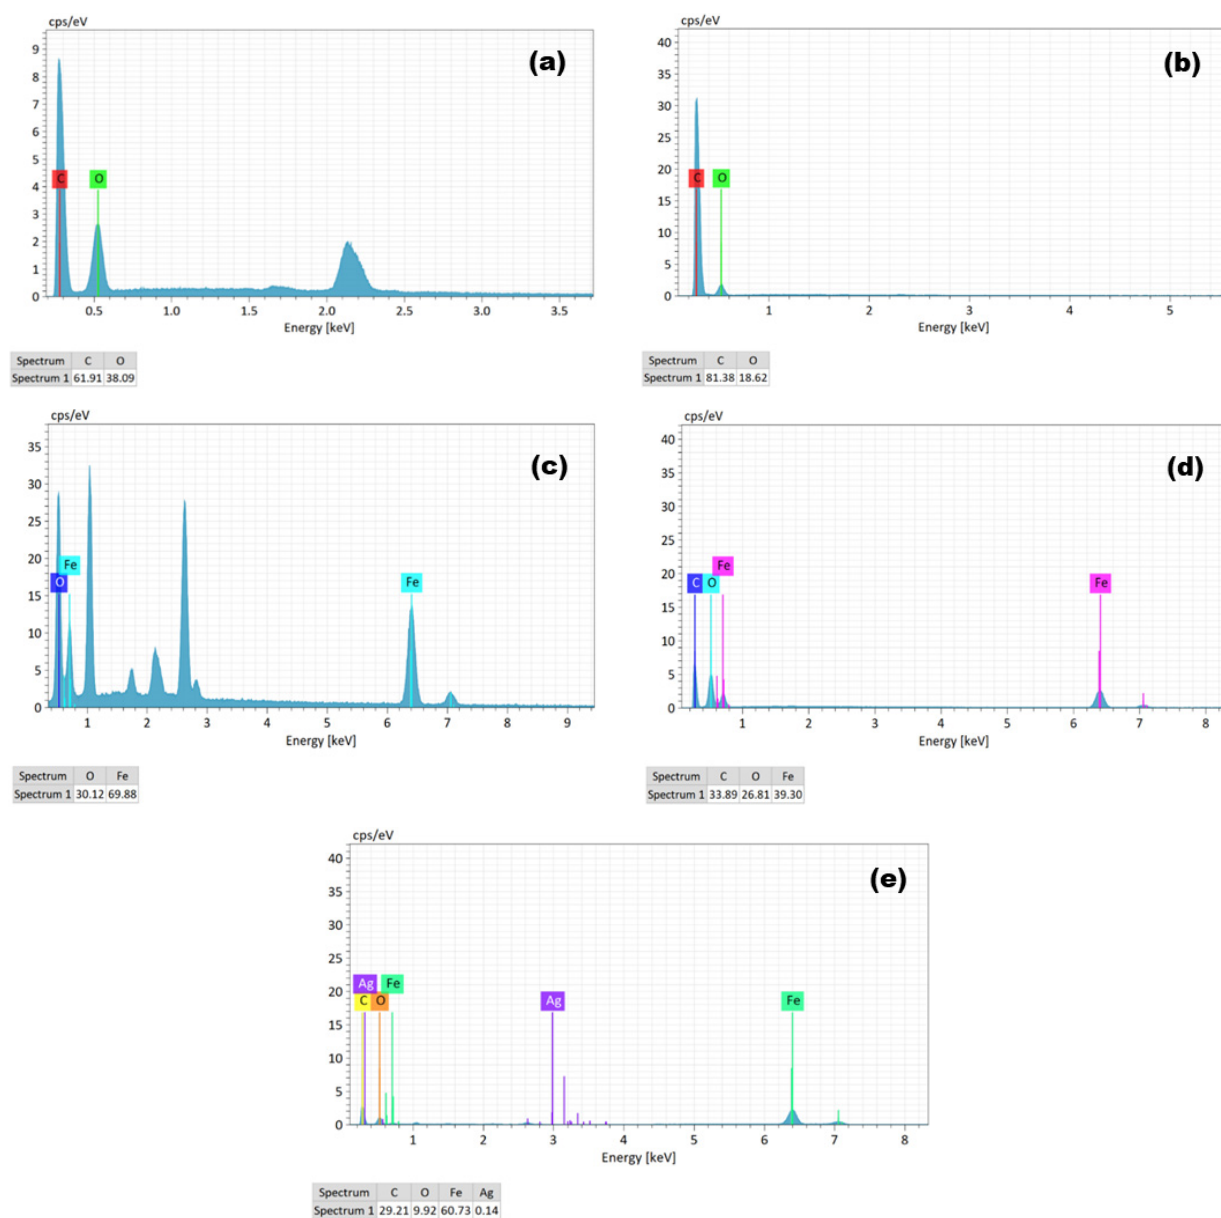 cps/eV
(a)
9
8
7
6
5
4
3
2
1
0
C O
0.5 1.0 1.5 2.0 2.5 3.0 3.5
Energy [keV]
Spectrum C O
Spectrum 1 61.91 38.09
cps/eV
(b)
40
35
30
25
20
15
10
5
0
C O
1 2 3 4 5
Energy [keV]
Spectrum C O
Spectrum 1 81.38 18.62
cps/eV
(c)
35
30
25
20
15
10
5
0
Fe
O Fe
1 2 3 4 5 6 7 8 9
Energy [keV]
Spectrum O Fe
Spectrum 1 30.12 69.88
cps/eV
(d)
40
35
30
25
20
15
10
5
0
Fe
C O Fe
1 2 3 4 5 6 7 8
Energy [keV]
Spectrum C O Fe
Spectrum 1 33.89 26.81 39.30
cps/eV
(e)
40
35
30
25
20
15
10
5
0
Ag Fe
C O Ag Fe
1 2 3 4 5 6 7 8
Energy [keV]
Spectrum C O Fe Ag
Spectrum 1 29.21 9.92 60.73 0.14